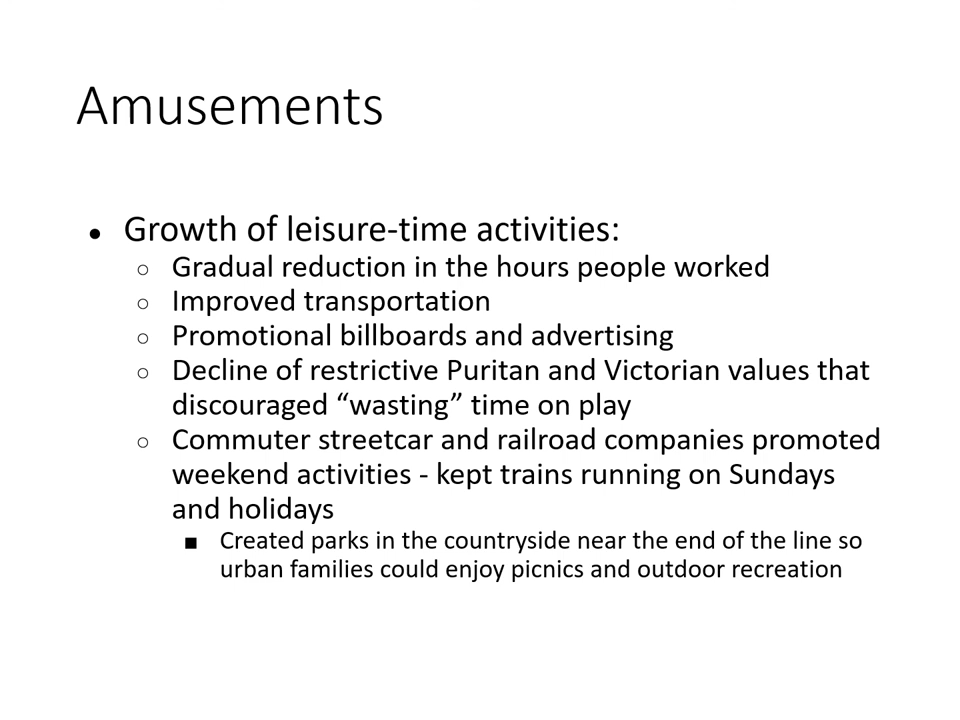 Amusements
● Growth of leisure-time activities:
○ Gradual reduction in the hours people worked
○ Improved transportation
○ Promotional billboards and advertising
○ Decline of restrictive Puritan and Victorian values that
discouraged “wasting” time on play
○ Commuter streetcar and railroad companies promoted
weekend activities - kept trains running on Sundays
and holidays
■ Created parks in the countryside near the end of the line so
urban families could enjoy picnics and outdoor recreation